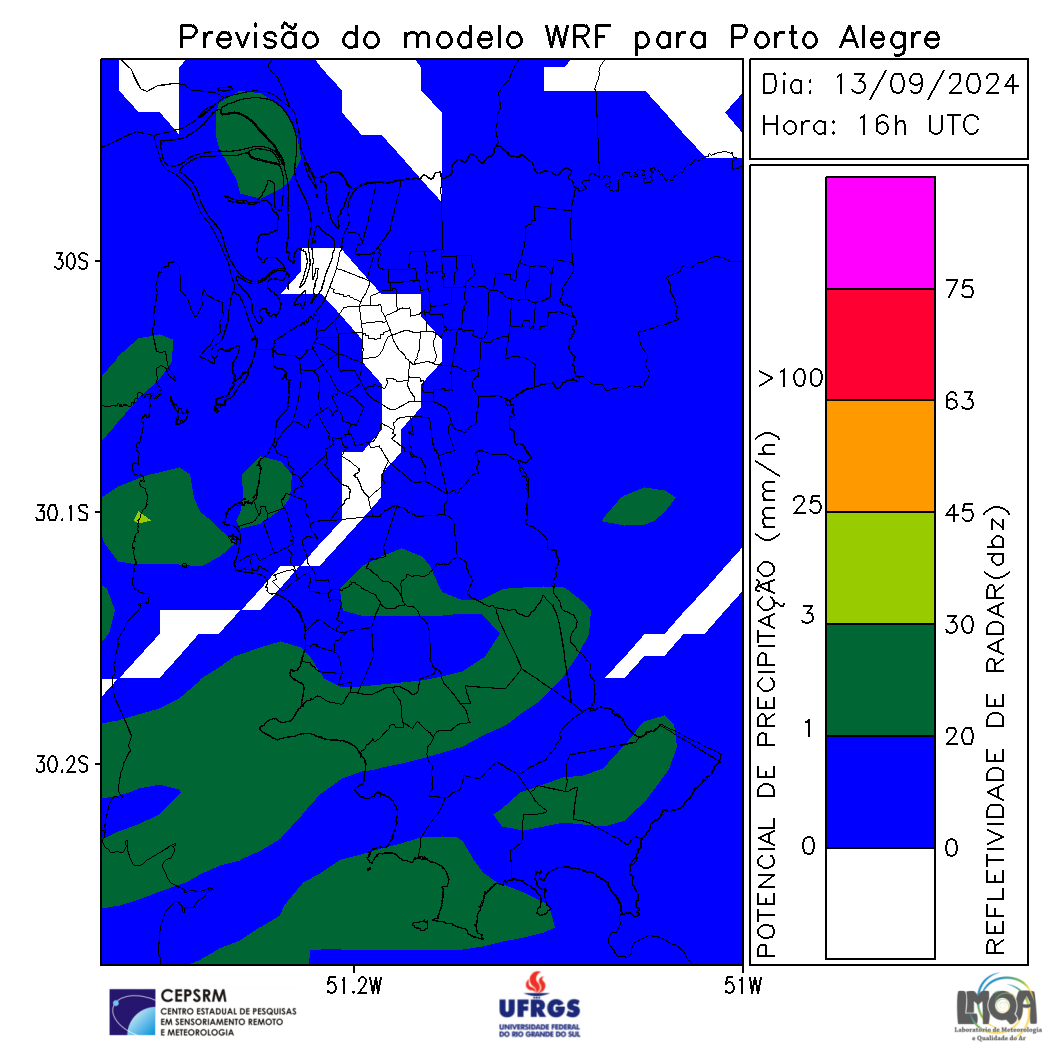 Previsão do modelo WRF para Porto Alegre
Dia: 13/09/2024
Hora: 16h UTC
30S
30.1S
30.2S
51.2W
51W
POTENCIAL DE PRECIPITAÇÃO (mm/h)
>100
25
3
1
0
75
63
45
30
20
0
REFLETIVIDADE DE RADAR(dbz)
CEPSRM
CENTRO ESTADUAL DE PESQUISAS
EM SENSORIAMENTO REMOTO
E METEOROLOGIA
UFRGS
UNIVERSIDADE FEDERAL
DO RIO GRANDE DO SUL
LMQA
Laboratório de Meteorologia
e Qualidade do Ar